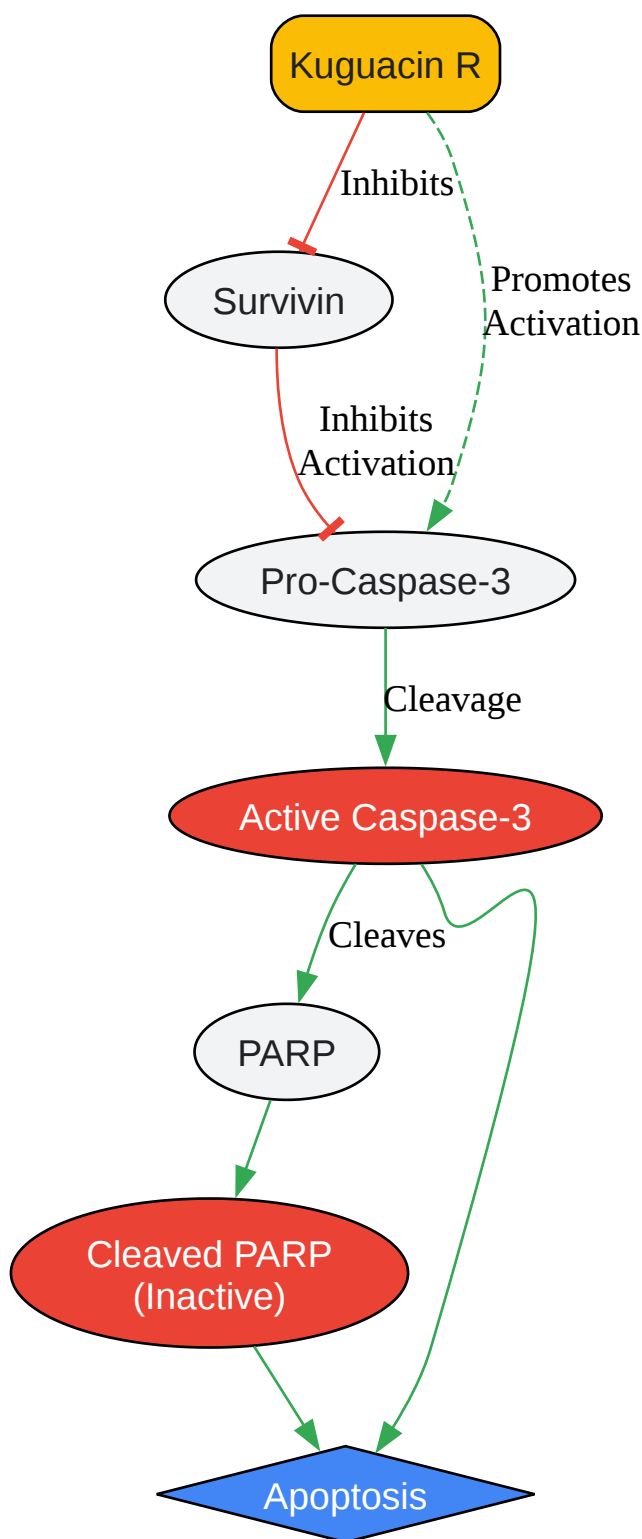 Kuguacin R
Inhibits
Survivin
Promotes
Activation
Inhibits
Activation
Pro-Caspase-3
Cleavage
Active Caspase-3
Cleaves
PARP
Cleaved PARP
(Inactive)
Apoptosis